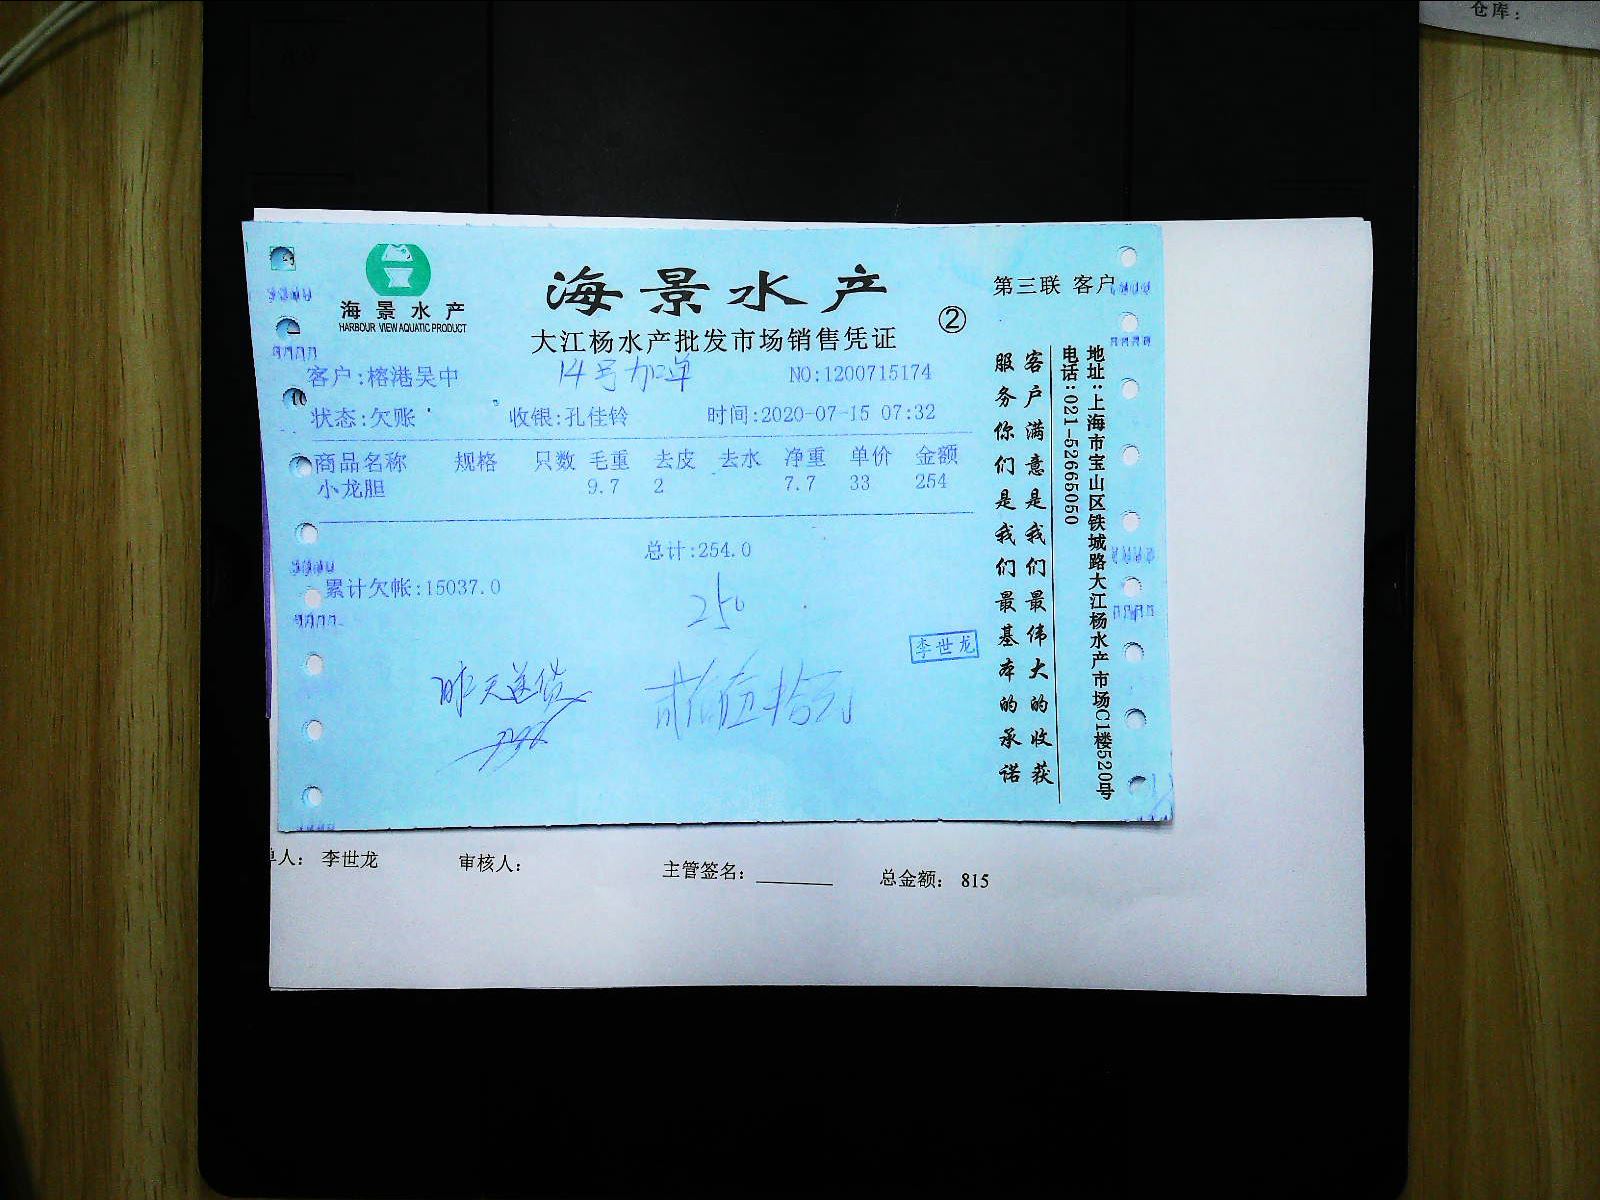 仓库：
海景水产
HARBOUR VIEW AQUATIC PRODUCT
海景水产
大江杨水产批发市场销售凭证
②
第三联 客户
客户:榕港吴中
14号加单
NO:1200715174
状态:欠账 收银:孔佳铃 时间:2020-07-15 07:32
商品名称 规格 只数 毛重 去皮 去水 净重 单价 金额
小龙胆 9.7 2 7.7 33 254
总计:254.0
累计欠帐:15037.0
250
李世龙
昨天送货
贰佰伍拾元
客户满意是我们最伟大的收获
服务你们是我们最基本的承诺
地址:上海市宝山区铁城路大江杨水产市场C1楼520号
电话:021-52665050
单人： 李世龙 审核人： 主管签名： 总金额： 815